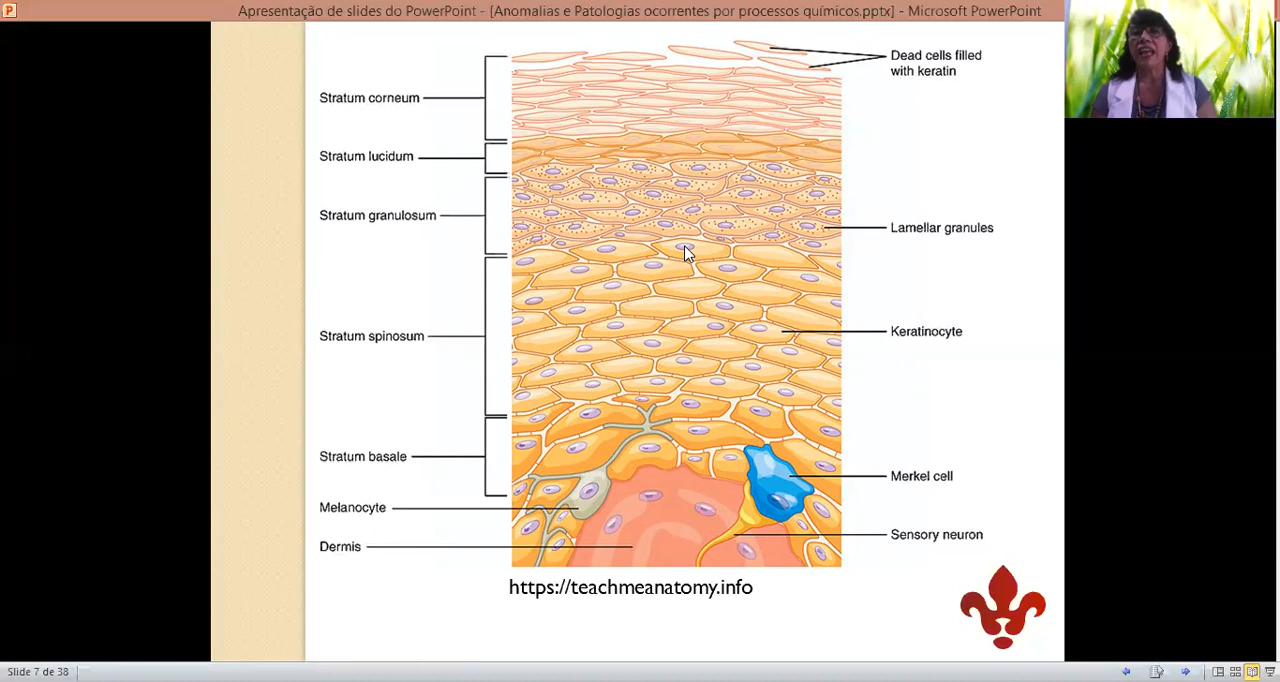 Apresentação de slides do PowerPoint - [Anomalias e Patologias ocorrentes por processos químicos.pptx] - Microsoft PowerPoint
Dead cells filled
with keratin
Stratum corneum
Stratum lucidum
Stratum granulosum
Lamellar granules
Stratum spinosum
Keratinocyte
Stratum basale
Merkel cell
Melanocyte
Sensory neuron
Dermis
https://teachmeanatomy.info
Slide 7 de 38